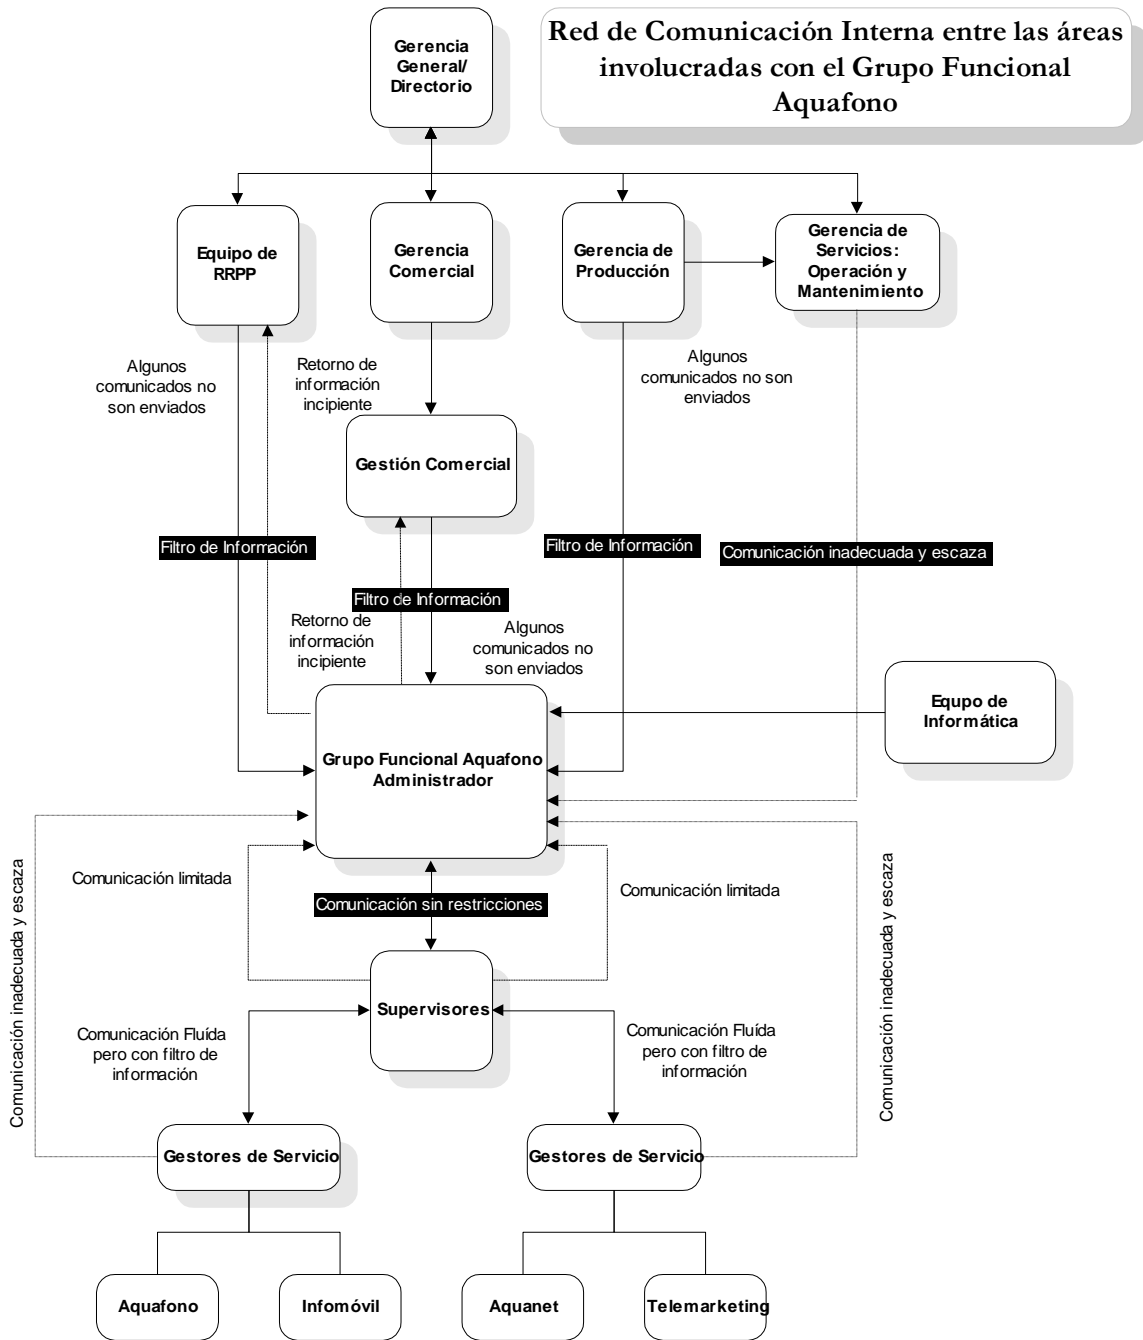 Red de Comunicación Interna entre las áreas
involucradas con el Grupo Funcional
Aquafono
Gerencia
General/
Directorio
Equipo de
RRPP
Gerencia
Comercial
Gerencia de
Producción
Gerencia de
Servicios:
Operación y
Mantenimiento
Algunos
comunicados no
son enviados
Retorno de
información
incipiente
Algunos
comunicados no son
enviados
Gestión Comercial
Filtro de Información
Filtro de Información
Comunicación inadecuada y escaza
Filtro de Información
Retorno de
información
incipiente
Algunos
comunicados no
son enviados
Equpo de
Informática
Grupo Funcional Aquafono
Administrador
Comunicación inadecuada y escaza
Comunicación limitada
Comunicación sin restricciones
Comunicación limitada
Comunicación inadecuada y escaza
Supervisores
Comunicación Fluída
pero con filtro de
información
Comunicación Fluída
pero con filtro de
información
Gestores de Servicio
Gestores de Servicio
Aquafono
Infomóvil
Aquanet
Telemarketing